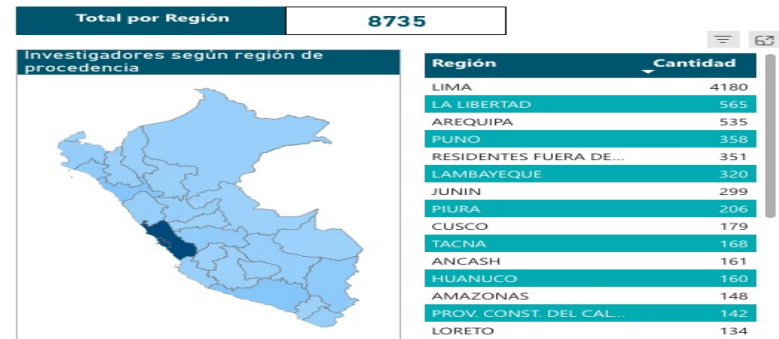 Total por Región 8735
Investigadores según región de
procedencia
Región Cantidad
LIMA 4180
LA LIBERTAD 565
AREQUIPA 535
PUNO 358
RESIDENTES FUERA DE... 351
LAMBAYEQUE 320
JUNIN 299
PIURA 206
CUSCO 179
TACNA 168
ANCASH 161
HUANUCO 160
AMAZONAS 148
PROV. CONST. DEL CAL... 142
LORETO 134